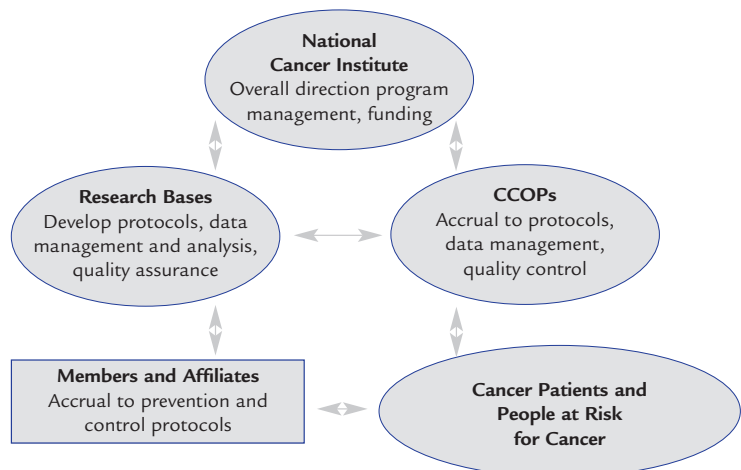 National
Cancer Institute
Overall direction program
management, funding
Research Bases
Develop protocols, data
management and analysis,
quality assurance
CCOPs
Accrual to protocols,
data management,
quality control
Members and Affiliates
Accrual to prevention and
control protocols
Cancer Patients and
People at Risk
for Cancer